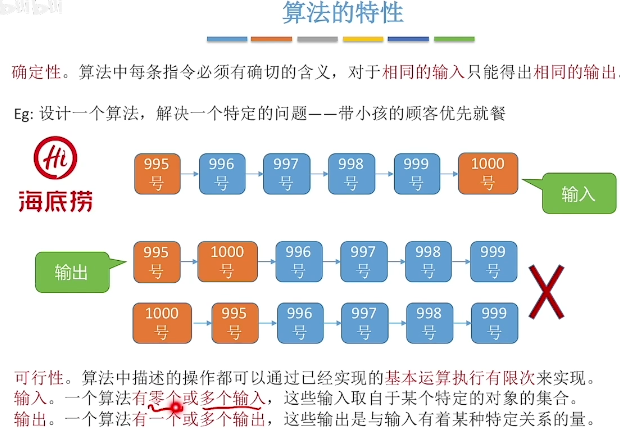 算法的特性
确定性。算法中每条指令必须有确切的含义，对于相同的输入只能得出相同的输出。
Eg: 设计一个算法，解决一个特定的问题——带小孩的顾客优先就餐
Hi
海底捞
995号 996号 997号 998号 999号 1000号
输入
输出
995号 1000号 996号 997号 998号 999号
1000号 995号 996号 997号 998号 999号
可行性。算法中描述的操作都可以通过已经实现的基本运算执行有限次来实现。
输入。一个算法有零个或多个输入，这些输入取自于某个特定的对象的集合。
输出。一个算法有一个或多个输出，这些输出是与输入有着某种特定关系的量。